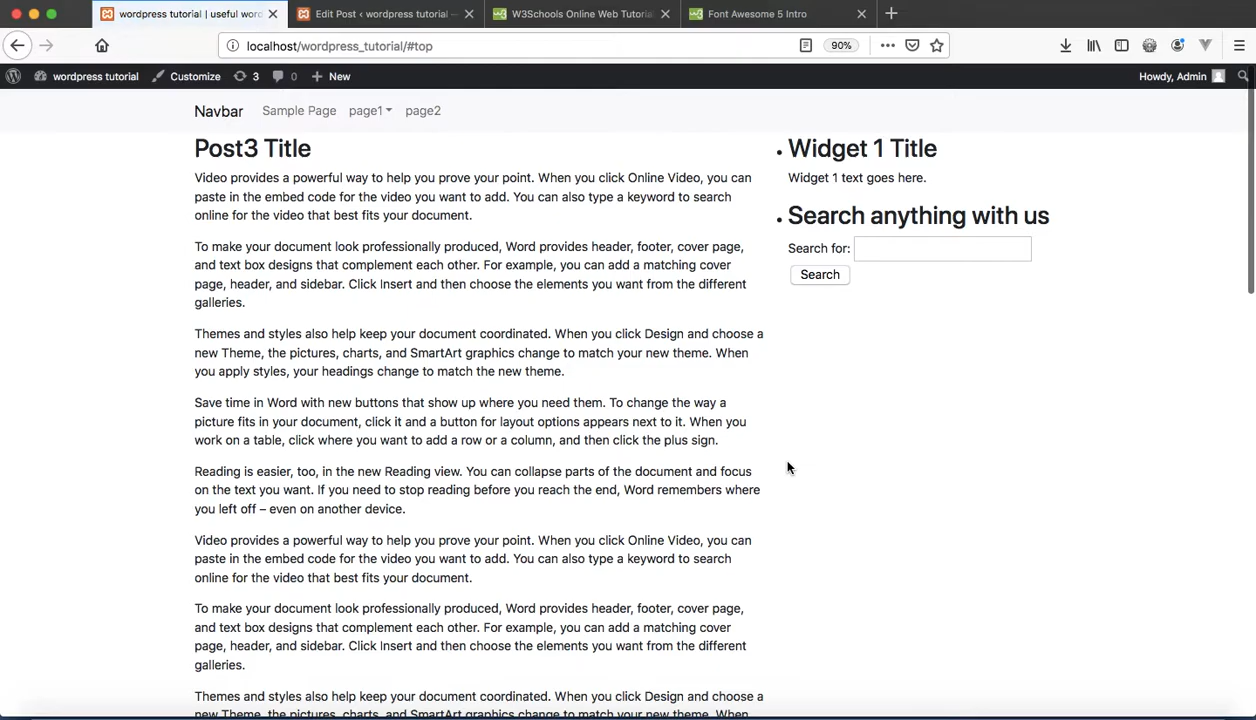 wordpress tutorial | useful word
Edit Post ‹ wordpress tutorial —
W3Schools Online Web Tutorial
Font Awesome 5 Intro
localhost/wordpress_tutorial/#top
90%
wordpress tutorial
Customize
3
0
New
Howdy, Admin
Navbar
Sample Page
page1
page2
Post3 Title
Video provides a powerful way to help you prove your point. When you click Online Video, you can
paste in the embed code for the video you want to add. You can also type a keyword to search
online for the video that best fits your document.
To make your document look professionally produced, Word provides header, footer, cover page,
and text box designs that complement each other. For example, you can add a matching cover
page, header, and sidebar. Click Insert and then choose the elements you want from the different
galleries.
Themes and styles also help keep your document coordinated. When you click Design and choose a
new Theme, the pictures, charts, and SmartArt graphics change to match your new theme. When
you apply styles, your headings change to match the new theme.
Save time in Word with new buttons that show up where you need them. To change the way a
picture fits in your document, click it and a button for layout options appears next to it. When you
work on a table, click where you want to add a row or a column, and then click the plus sign.
Reading is easier, too, in the new Reading view. You can collapse parts of the document and focus
on the text you want. If you need to stop reading before you reach the end, Word remembers where
you left off – even on another device.
Video provides a powerful way to help you prove your point. When you click Online Video, you can
paste in the embed code for the video you want to add. You can also type a keyword to search
online for the video that best fits your document.
To make your document look professionally produced, Word provides header, footer, cover page,
and text box designs that complement each other. For example, you can add a matching cover
page, header, and sidebar. Click Insert and then choose the elements you want from the different
galleries.
Themes and styles also help keep your document coordinated. When you click Design and choose a
new Theme, the pictures, charts, and SmartArt graphics change to match your new theme. When
Widget 1 Title
Widget 1 text goes here.
Search anything with us
Search for:
Search